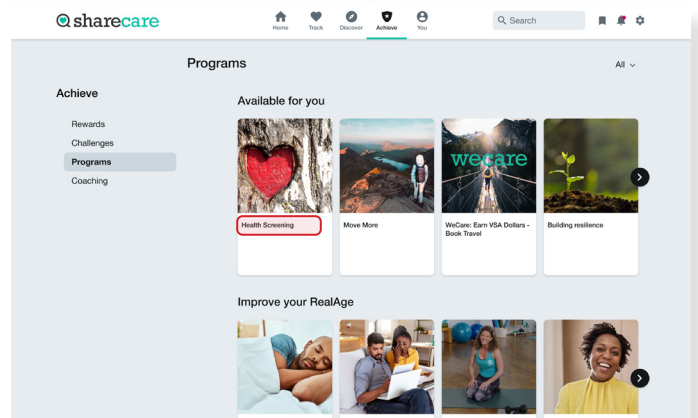 sharecare
Home
Track
Discover
Achieve
You
Search
Programs
All
Achieve
Rewards
Challenges
Programs
Coaching
Available for you
wecare
Health Screening
Move More
WeCare: Earn VSA Dollars -
Book Travel
Building resilience
Improve your RealAge